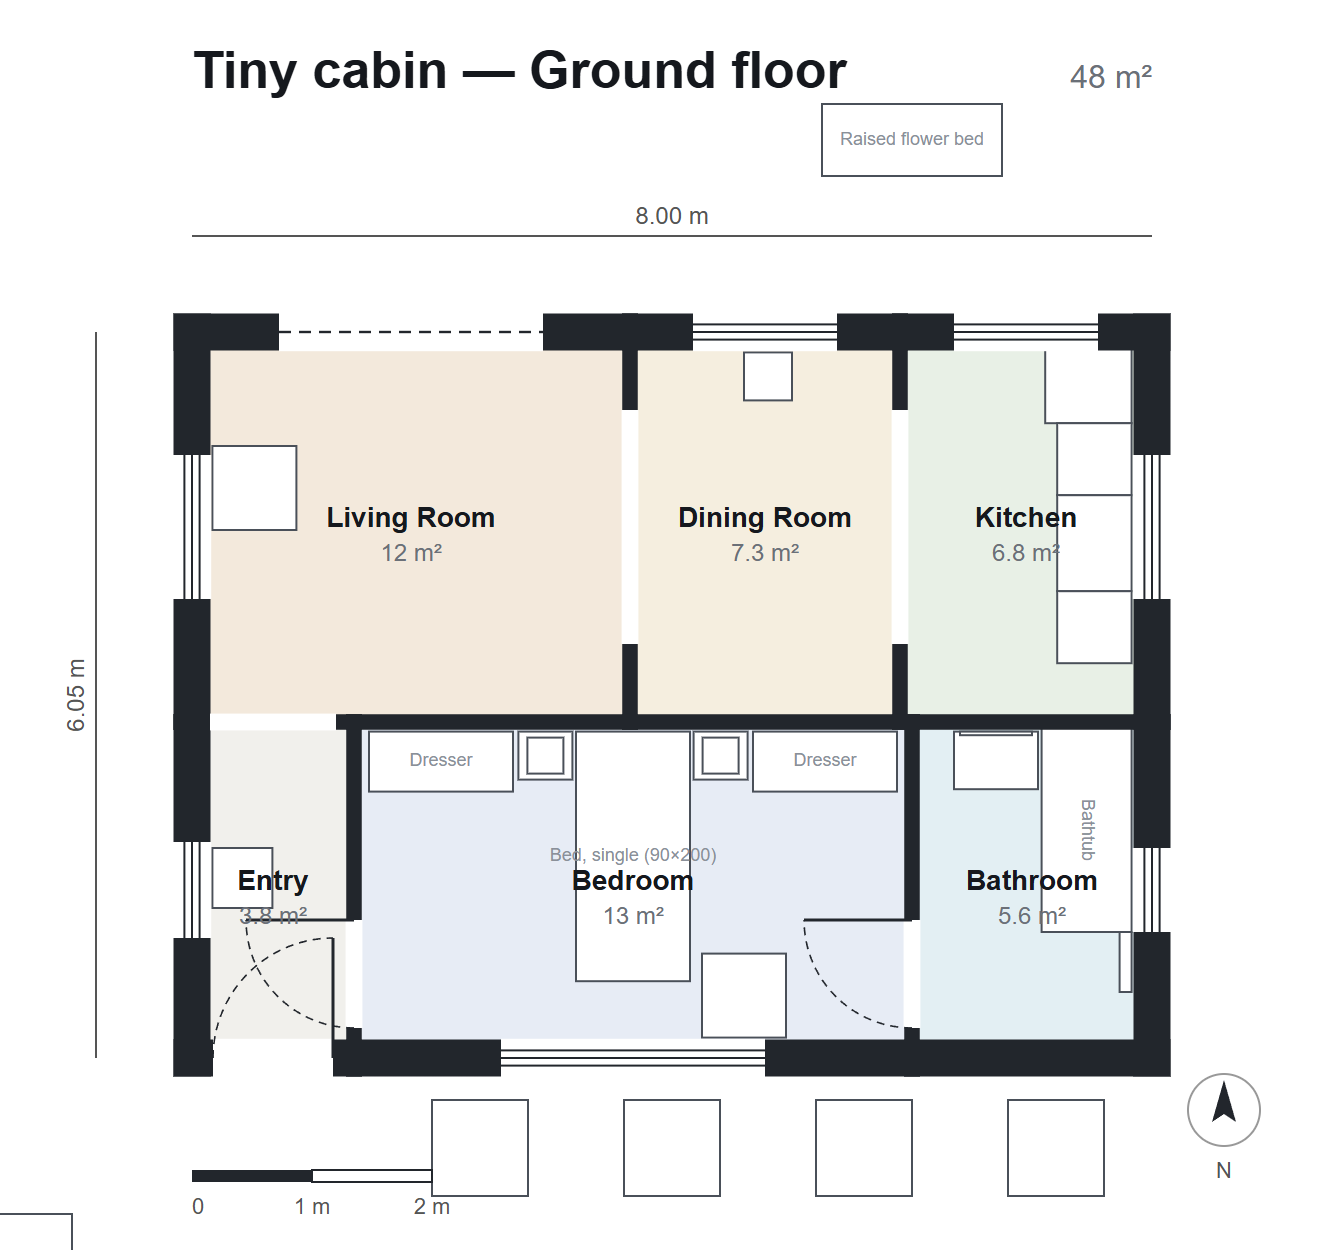 Tiny cabin — Ground floor
48 m²
Raised flower bed
8.00 m
6.05 m
Living Room
12 m²
Dining Room
7.3 m²
Kitchen
6.8 m²
Dresser
Dresser
Bathtub
Bed, single (90×200)
Entry
3.8 m²
Bedroom
13 m²
Bathroom
5.6 m²
N
0
1 m
2 m